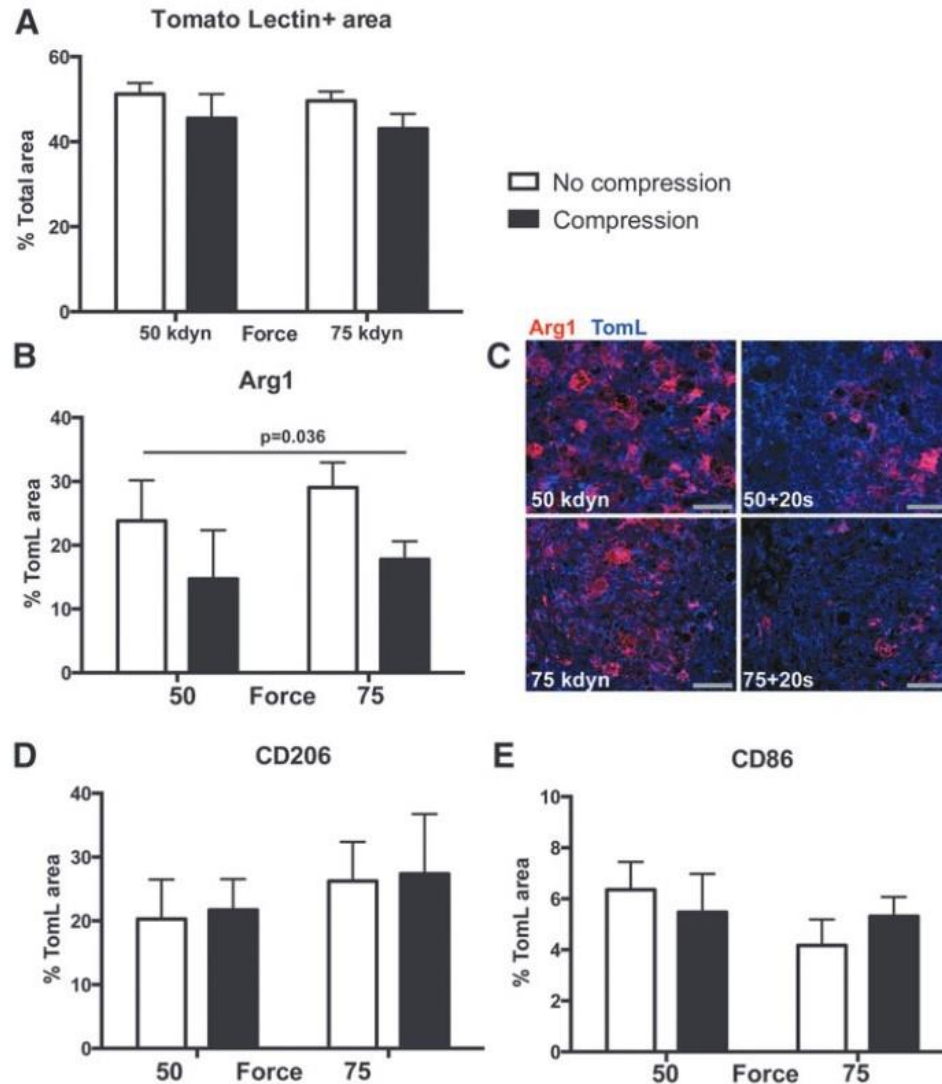 A
Tomato Lectin+ area
60
40
20
0
% Total area
50 kdyn Force 75 kdyn
No compression
Compression
B
Arg1
40
30
20
10
0
% TomL area
p=0.036
50 Force 75
C
Arg1 TomL
50 kdyn
50+20s
75 kdyn
75+20s
D
CD206
40
30
20
10
0
% TomL area
50 Force 75
E
CD86
10
8
6
4
2
0
% TomL area
50 Force 75